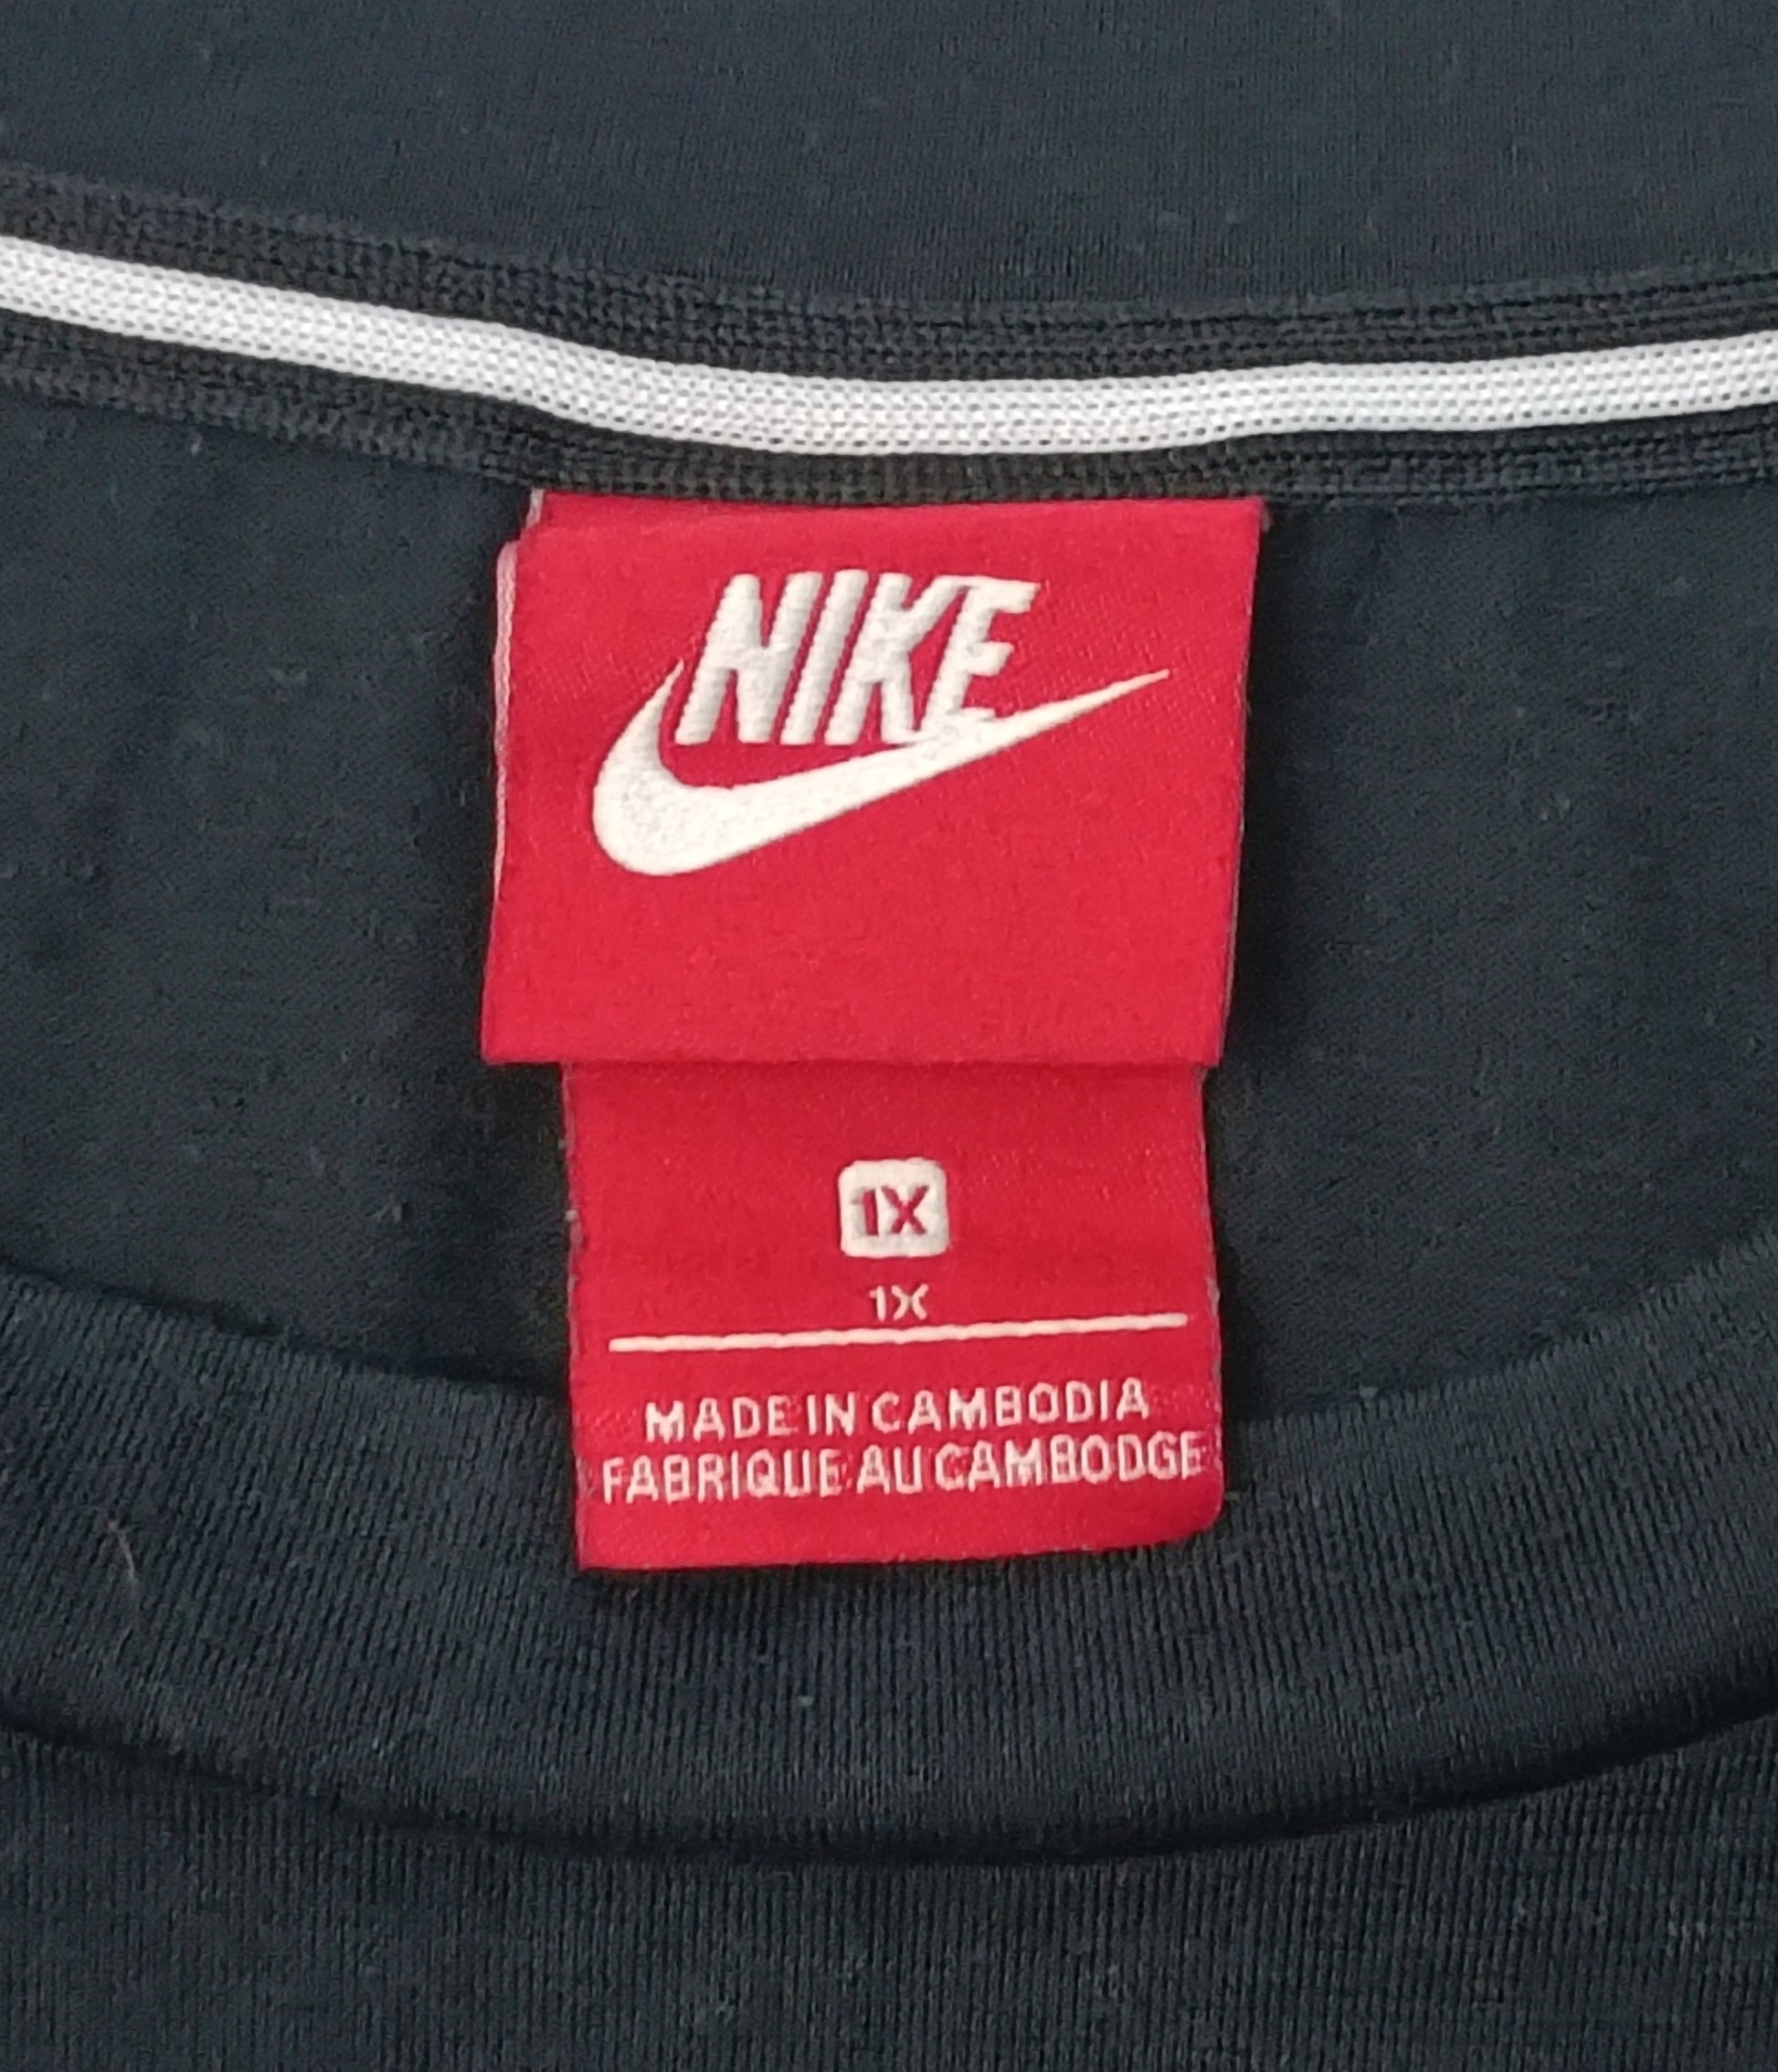 NIKE
1X
1X
MADE IN CAMBODIA
FABRIQUE AU CAMBODGE